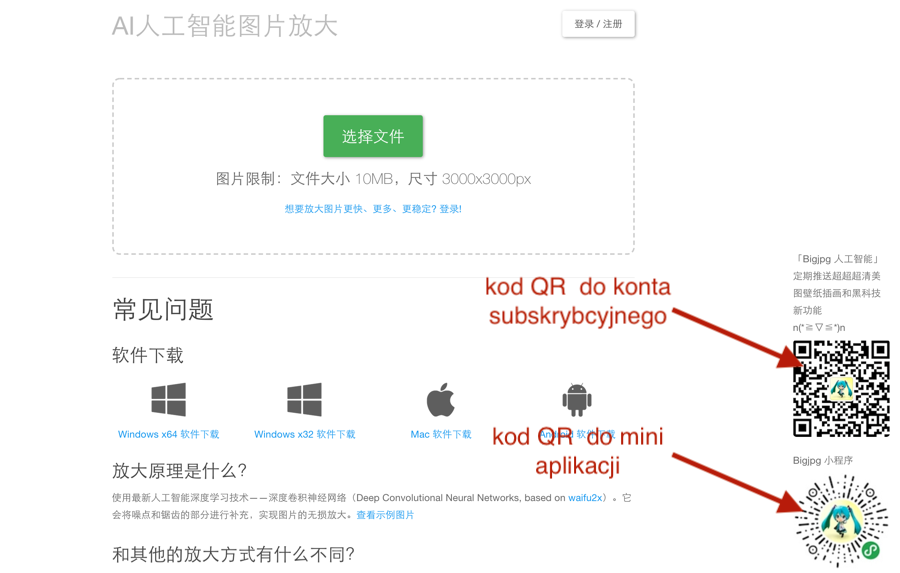 AI人工智能图片放大
登录 / 注册
选择文件
图片限制：文件大小 10MB，尺寸 3000x3000px
想要放大图片更快、更多、更稳定? 登录!
常见问题
软件下载
Windows x64 软件下载
Windows x32 软件下载
Mac 软件下载
Android 软件下载
放大原理是什么?
使用最新人工智能深度学习技术——深度卷积神经网络（Deep Convolutional Neural Networks, based on waifu2x）。它
会将噪点和锯齿的部分进行补充，实现图片的无损放大。查看示例图片
和其他的放大方式有什么不同?
kod QR do konta
subskrybcyjnego
kod QR do mini
aplikacji
「Bigjpg 人工智能」
定期推送超超超清美
图壁纸插画和黑科技
新功能
n(*≧▽≦*)n
Bigjpg 小程序